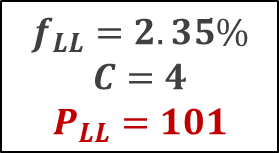 f_LL = 2.35%
C = 4
P_LL = 101